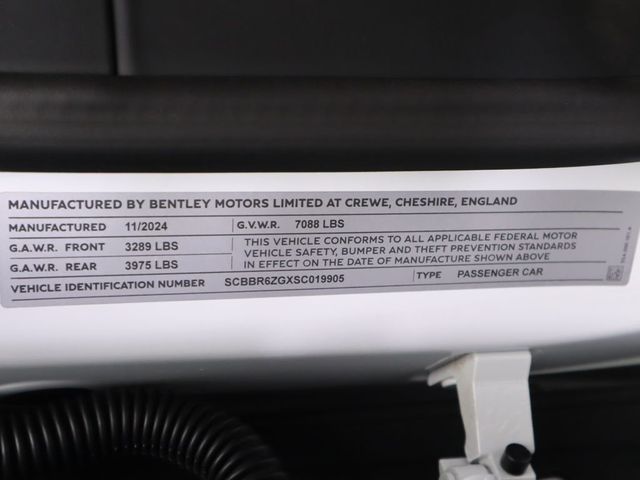 MANUFACTURED BY BENTLEY MOTORS LIMITED AT CREWE, CHESHIRE, ENGLAND
MANUFACTURED 11/2024 G.V.W.R. 7088 LBS
G.A.W.R. FRONT 3289 LBS
G.A.W.R. REAR 3975 LBS
THIS VEHICLE CONFORMS TO ALL APPLICABLE FEDERAL MOTOR
VEHICLE SAFETY, BUMPER AND THEFT PREVENTION STANDARDS
IN EFFECT ON THE DATE OF MANUFACTURE SHOWN ABOVE
VEHICLE IDENTIFICATION NUMBER SCBBR6ZGXSC019905 TYPE PASSENGER CAR